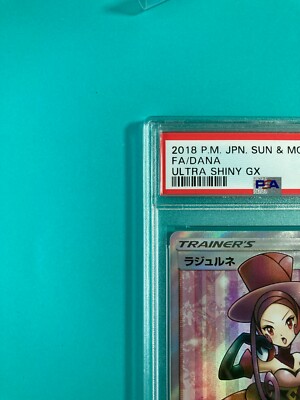 2018 P.M. JPN. SUN & MO
FA/DANA
ULTRA SHINY GX
PSA
TRAINER'S
ラジュルネ